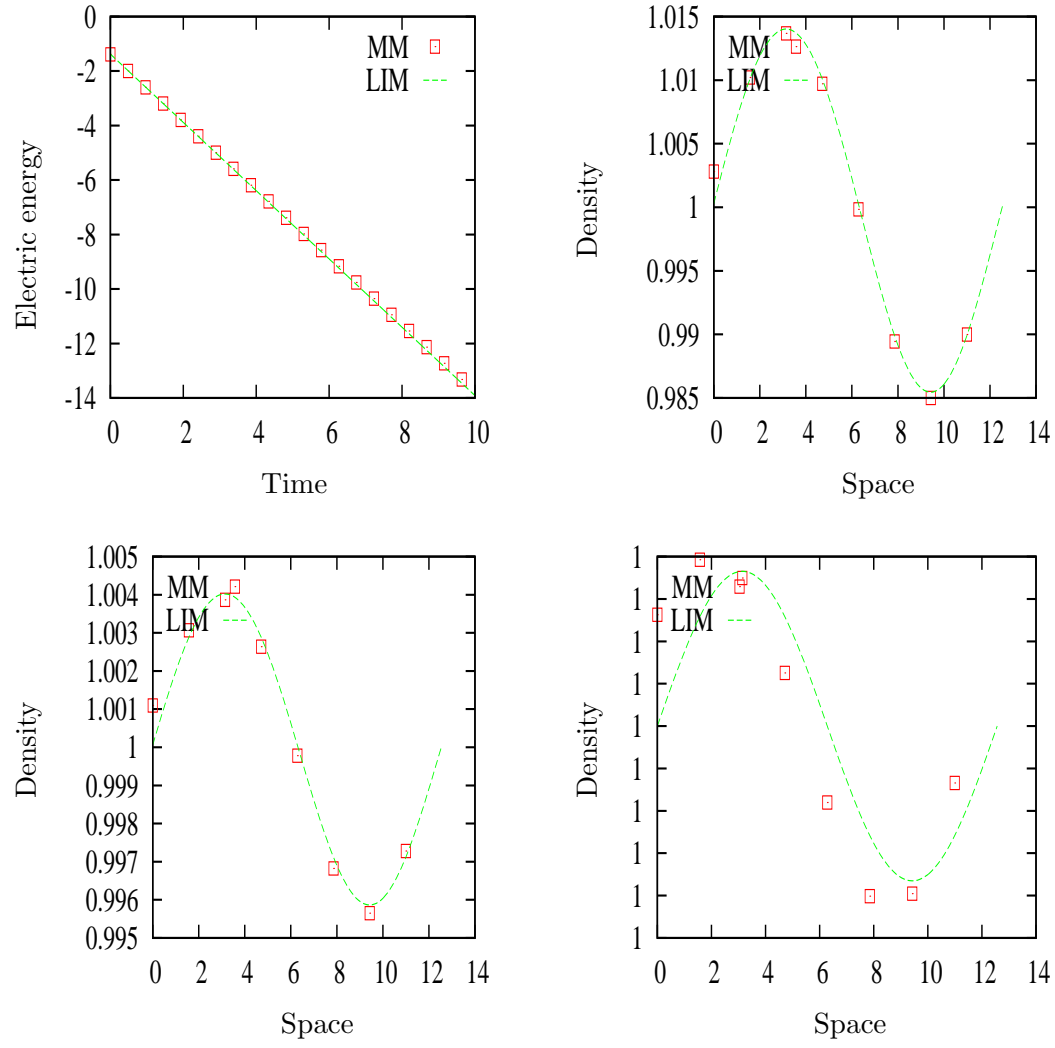 0
-2
-4
-6
-8
-10
-12
-14
0 2 4 6 8 10
Electric energy
Time
MM
LIM
1.015
1.01
1.005
1
0.995
0.99
0.985
0 2 4 6 8 10 12 14
Density
Space
MM
LIM
1.005
1.004
1.003
1.002
1.001
1
0.999
0.998
0.997
0.996
0.995
0 2 4 6 8 10 12 14
Density
Space
MM
LIM
1
1
1
1
1
1
1
1
1
1
0 2 4 6 8 10 12 14
Density
Space
MM
LIM